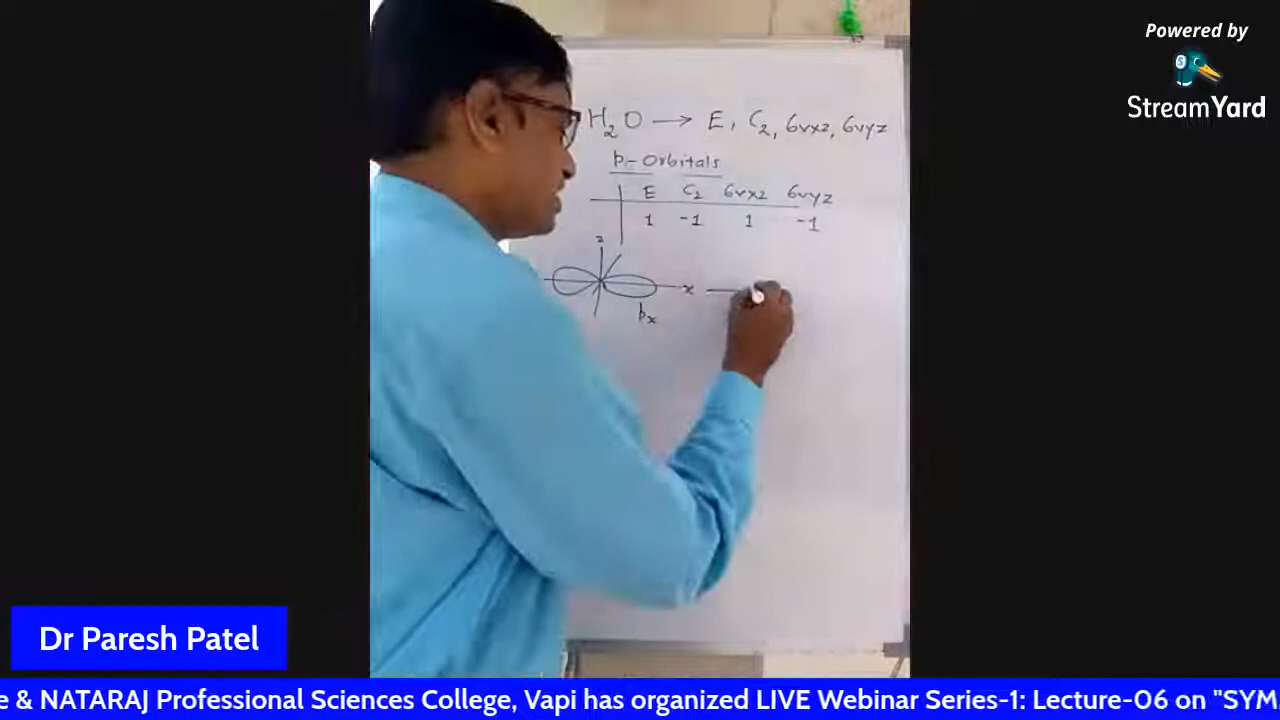 Powered by
StreamYard
H₂O → E, C₂, σvxz, σvyz
p-Orbitals
E C₂ σvxz σvyz
1 -1 1 -1
z
x
px
Dr Paresh Patel
e & NATARAJ Professional Sciences College, Vapi has organized LIVE Webinar Series-1: Lecture-06 on "SYM